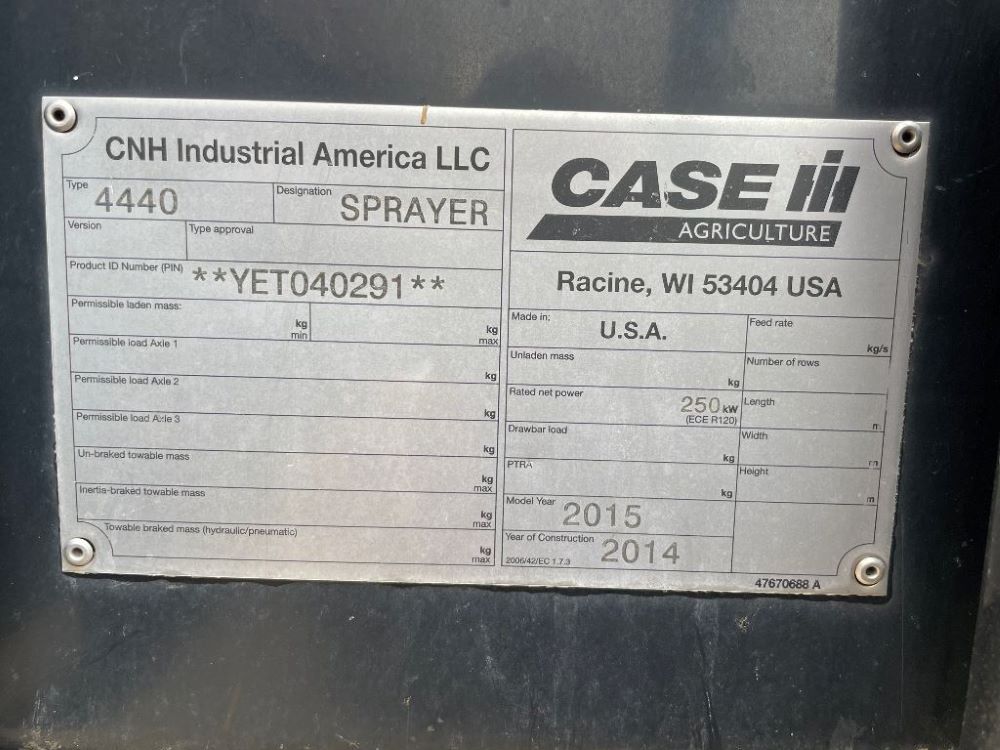 CNH Industrial America LLC
Type 4440
Designation SPRAYER
Version
Type approval
Product ID Number (PIN) **YET040291**
Permissible laden mass:
kg min
kg max
Permissible load Axle 1
kg
Permissible load Axle 2
kg
Permissible load Axle 3
kg
Un-braked towable mass
kg max
Inertia-braked towable mass
kg max
Towable braked mass (hydraulic/pneumatic)
kg max
CASE IH
AGRICULTURE
Racine, WI 53404 USA
Made in: U.S.A.
Feed rate
kg/s
Unladen mass
kg
Number of rows
Rated net power 250 kW
(ECE R120)
Length
m
Drawbar load
kg
Width
m
PTRA
kg
Height
m
Model Year 2015
Year of Construction 2014
2006/42/EC 1.7.3
47670688 A